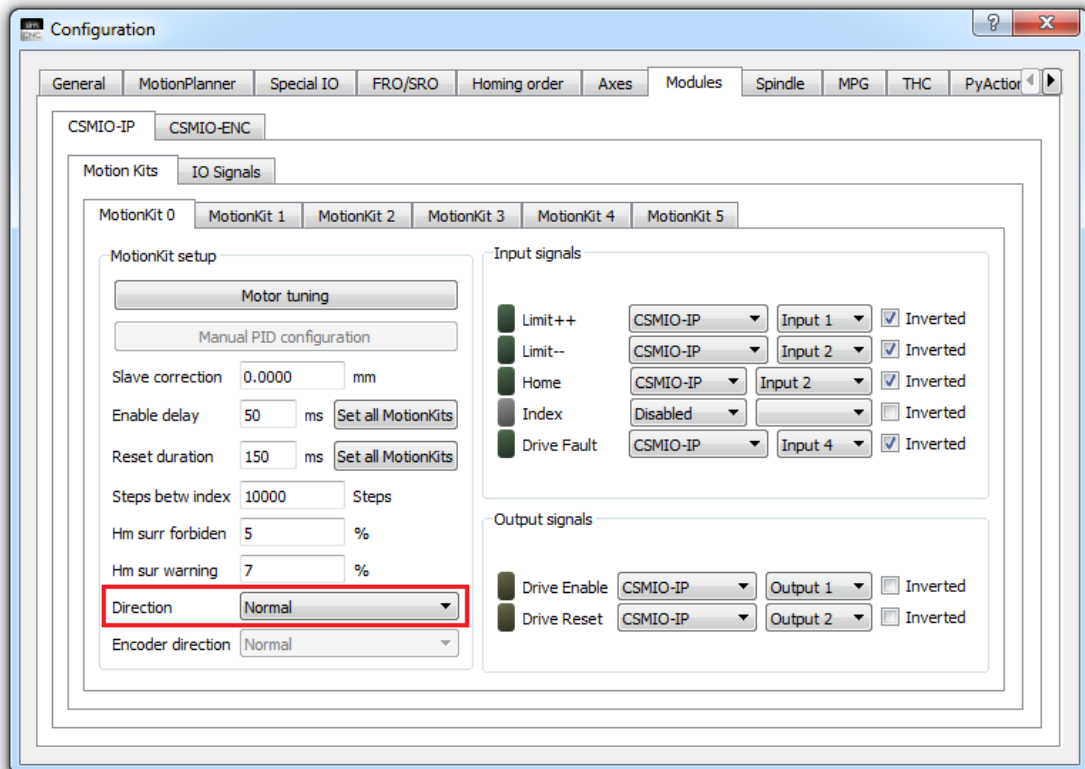 Configuration
General MotionPlanner Special IO FRO/SRO Homing order Axes Modules Spindle MPG THC PyAction
CSMIO-IP CSMIO-ENC
Motion Kits IO Signals
MotionKit 0 MotionKit 1 MotionKit 2 MotionKit 3 MotionKit 4 MotionKit 5
MotionKit setup
Motor tuning
Manual PID configuration
Slave correction 0.0000 mm
Enable delay 50 ms Set all MotionKits
Reset duration 150 ms Set all MotionKits
Steps betw index 10000 Steps
Hm surr forbiden 5 %
Hm sur warning 7 %
Direction Normal
Encoder direction Normal
Input signals
Limit++ CSMIO-IP Input 1 Inverted
Limit-- CSMIO-IP Input 2 Inverted
Home CSMIO-IP Input 2 Inverted
Index Disabled Inverted
Drive Fault CSMIO-IP Input 4 Inverted
Output signals
Drive Enable CSMIO-IP Output 1 Inverted
Drive Reset CSMIO-IP Output 2 Inverted